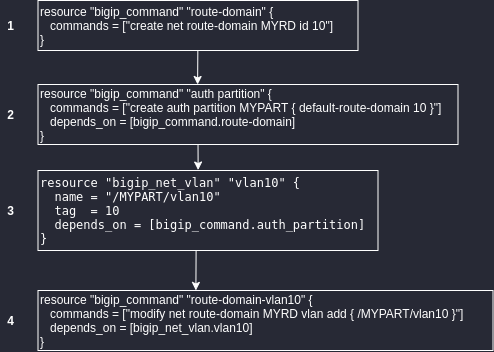 1
resource "bigip_command" "route-domain" {
commands = ["create net route-domain MYRD id 10"]
}
2
resource "bigip_command" "auth partition" {
commands = ["create auth partition MYPART { default-route-domain 10 }"]
depends_on = [bigip_command.route-domain]
}
3
resource "bigip_net_vlan" "vlan10" {
name = "/MYPART/vlan10"
tag = 10
depends_on = [bigip_command.auth_partition]
}
4
resource "bigip_command" "route-domain-vlan10" {
commands = ["modify net route-domain MYRD vlan add { /MYPART/vlan10 }"]
depends_on = [bigip_net_vlan.vlan10]
}